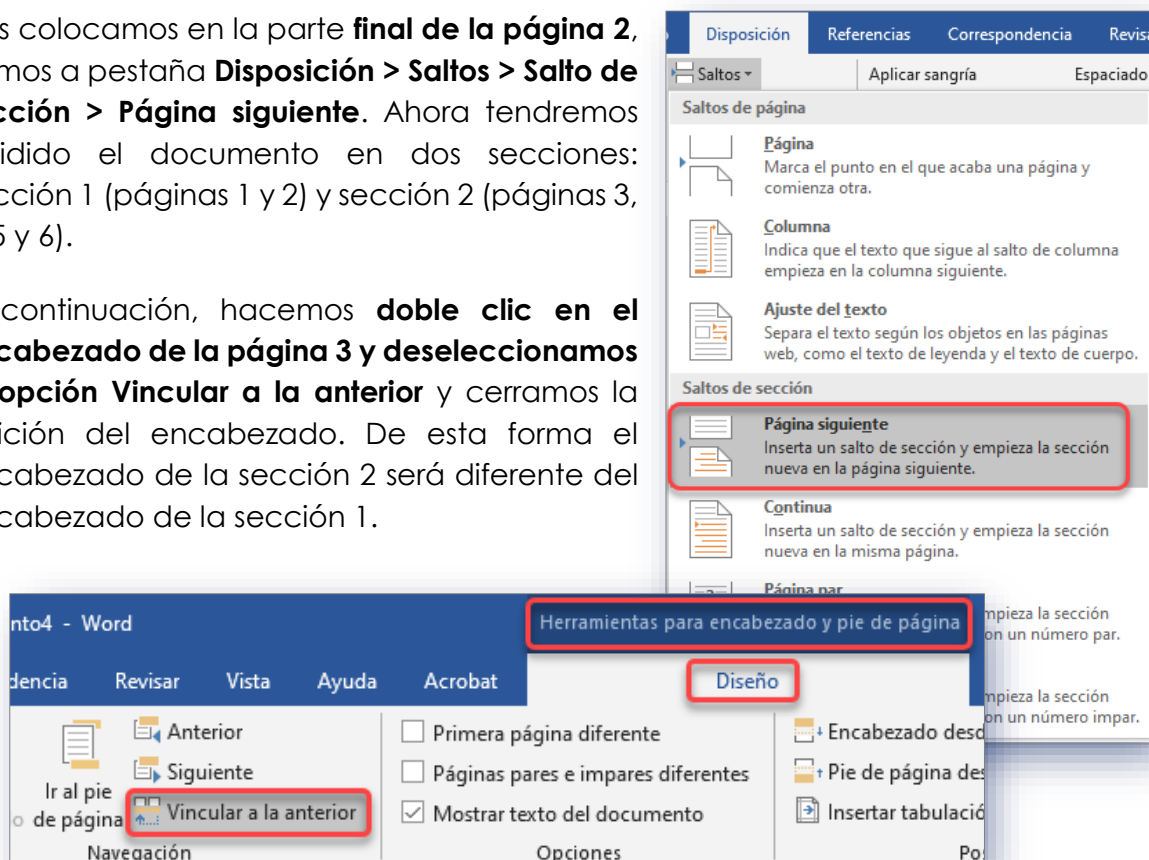 s colocamos en la parte final de la página 2,
mos a pestaña Disposición > Saltos > Salto de
cción > Página siguiente. Ahora tendremos
idido el documento en dos secciones:
cción 1 (páginas 1 y 2) y sección 2 (páginas 3,
5 y 6).
continuación, hacemos doble clic en el
cabezado de la página 3 y deseleccionamos
opción Vincular a la anterior y cerramos la
ición del encabezado. De esta forma el
cabezado de la sección 2 será diferente del
cabezado de la sección 1.
Disposición Referencias Correspondencia Revisa
Saltos Aplicar sangría Espaciado
Saltos de página
Página
Marca el punto en el que acaba una página y
comienza otra.
Columna
Indica que el texto que sigue al salto de columna
empieza en la columna siguiente.
Ajuste del texto
Separa el texto según los objetos en las páginas
web, como el texto de leyenda y el texto de cuerpo.
Saltos de sección
Página siguiente
Inserta un salto de sección y empieza la sección
nueva en la página siguiente.
Continua
Inserta un salto de sección y empieza la sección
nueva en la misma página.
Página par
mpieza la sección
on un número par.
mpieza la sección
on un número impar.
nto4 - Word Herramientas para encabezado y pie de página
dencia Revisar Vista Ayuda Acrobat Diseño
Anterior
Siguiente
Vincular a la anterior
Ir al pie
o de página
Navegación
Primera página diferente
Páginas pares e impares diferentes
Mostrar texto del documento
Opciones
Encabezado desd
Pie de página des
Insertar tabulació
Pos